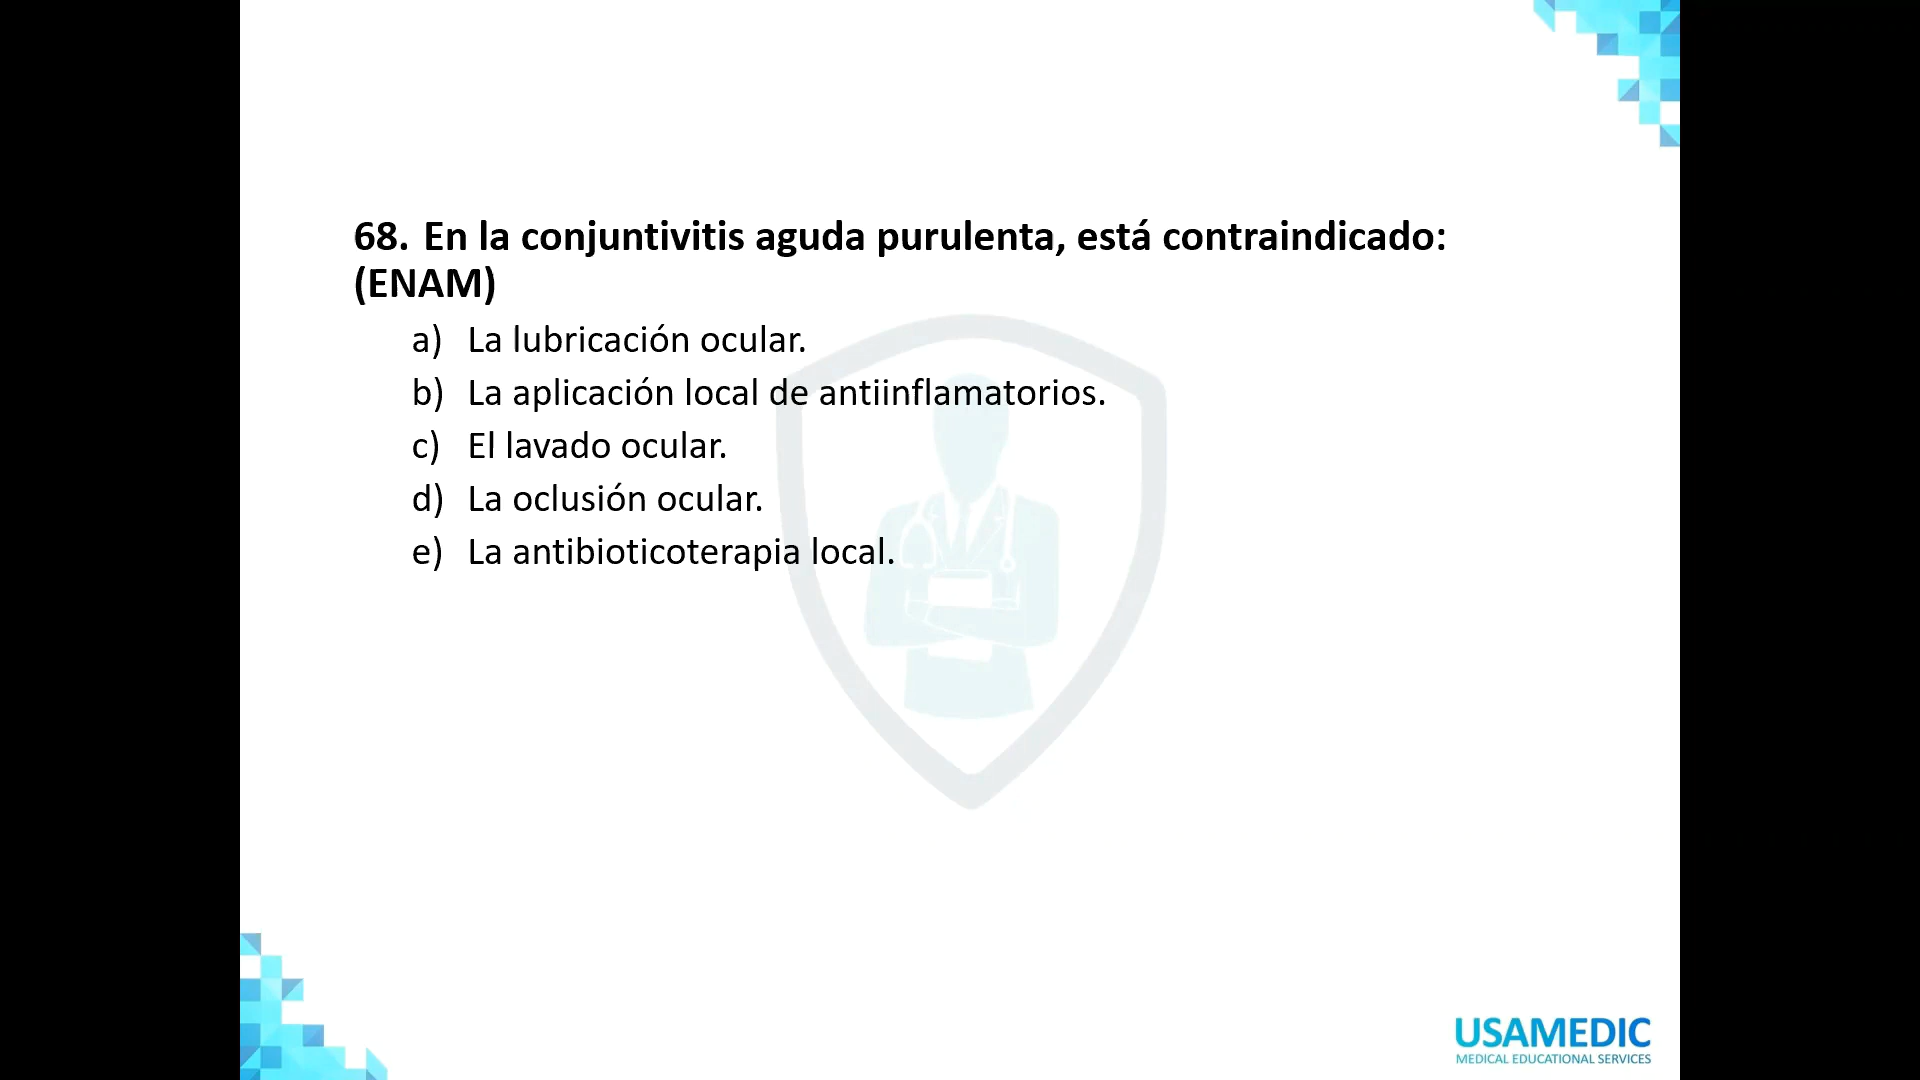 68. En la conjuntivitis aguda purulenta, está contraindicado:
(ENAM)
a) La lubricación ocular.
b) La aplicación local de antiinflamatorios.
c) El lavado ocular.
d) La oclusión ocular.
e) La antibioticoterapia local.
USAMEDIC
MEDICAL EDUCATIONAL SERVICES